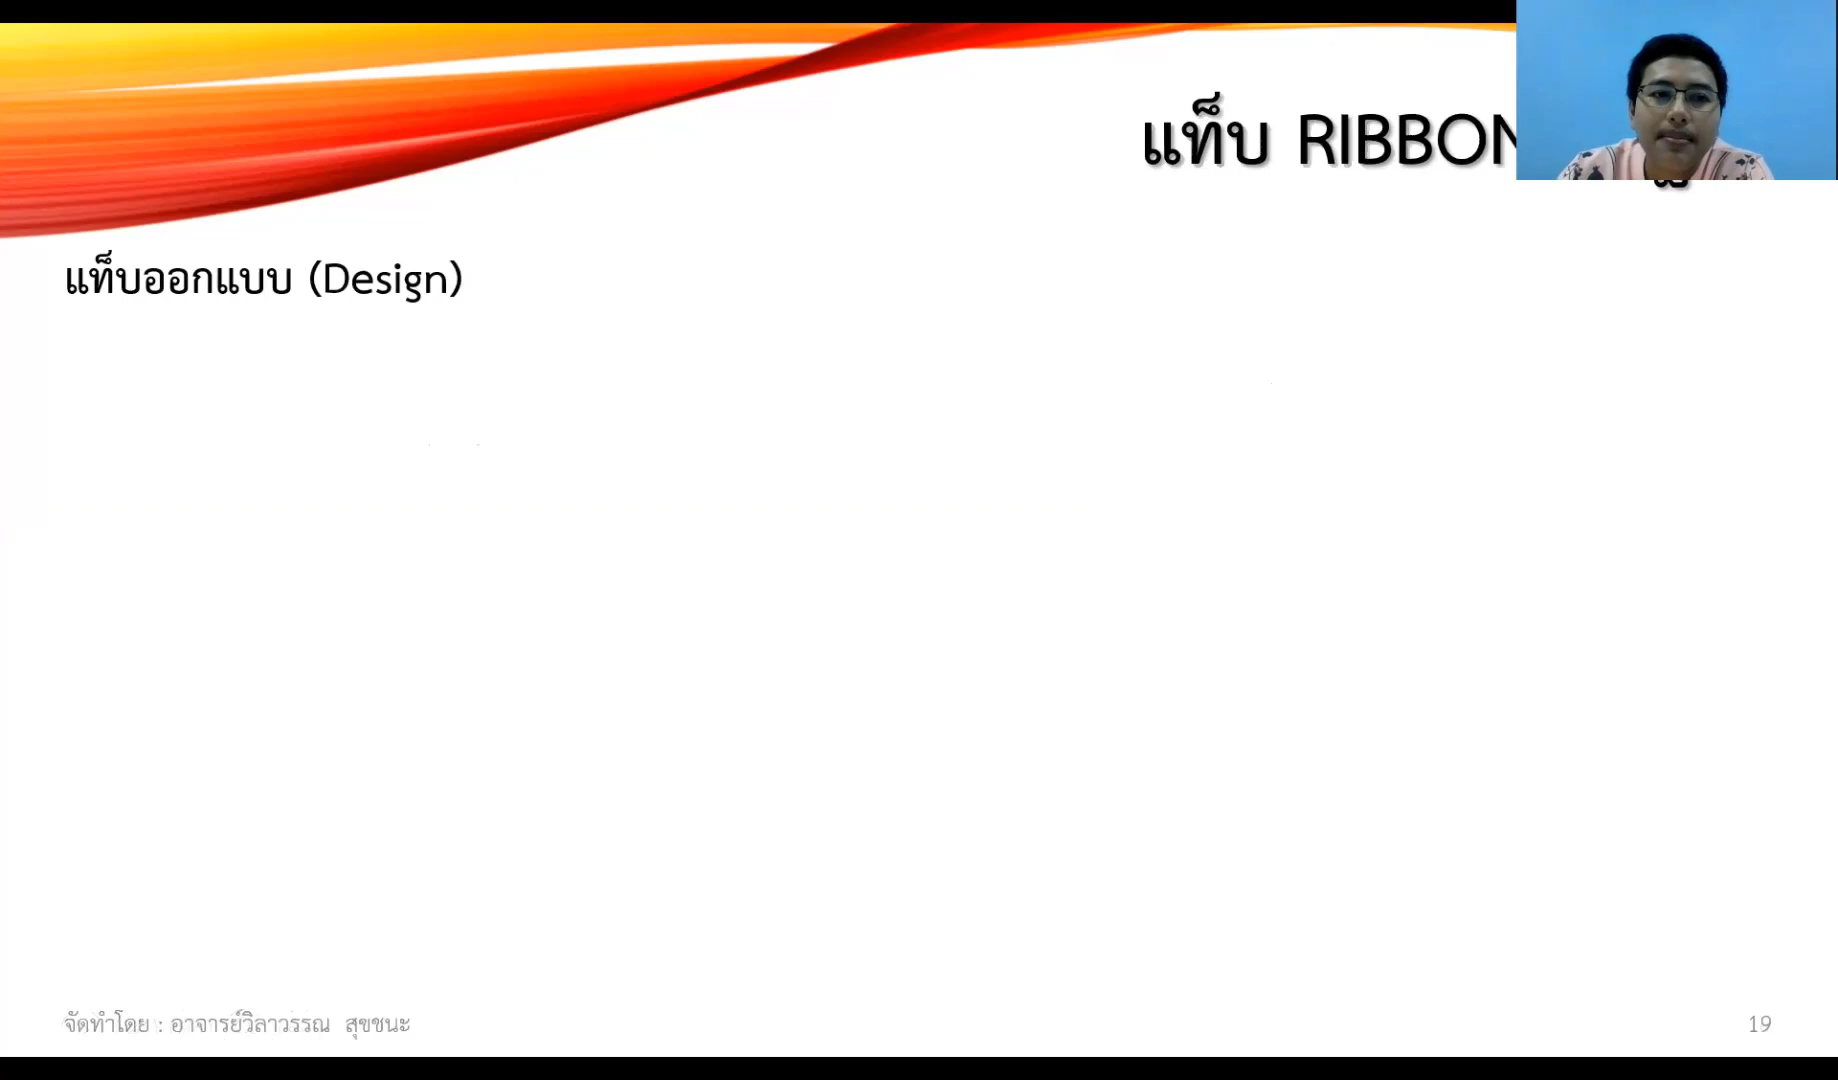 แท็บ RIBBON
แท็บออกแบบ (Design)
จัดทำโดย : อาจารย์วิลาวรรณ สุขชนะ
19